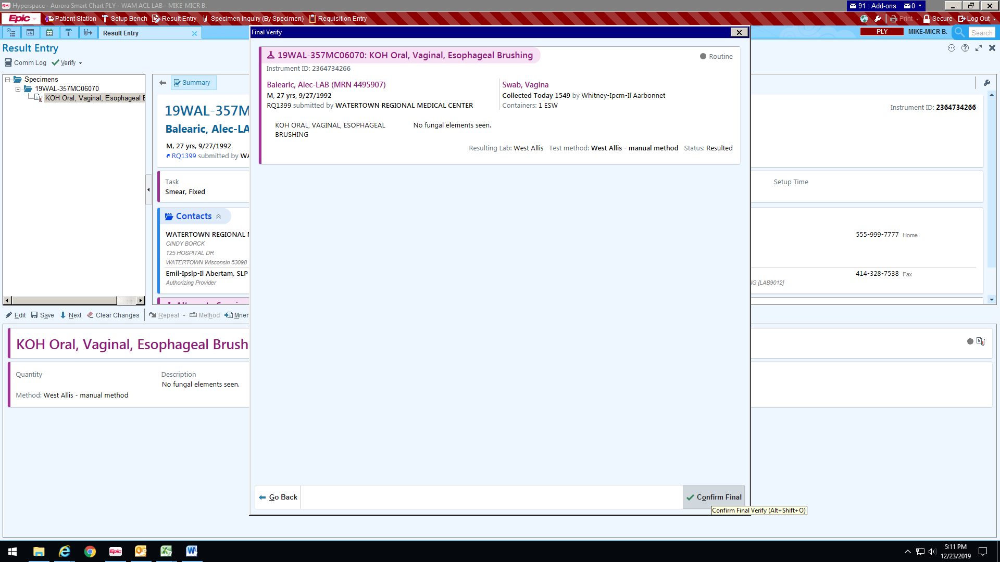 Epic Hyperspace - Aurora Smart Chart PLY - WAM ACL LAB - MIKE-MICR B.
91 : Add-ons 0
Epic Patient Station Setup Bench Result Entry Specimen Inquiry (By Specimen) Requisition Entry
Print Secure Log Out
Result Entry
PLY MIKE-MICR B. Search
Final Verify
Result Entry
Comm Log Verify
Specimens
19WAL-357MC06070
KOH Oral, Vaginal, Esophageal
Summary
19WAL-357M
Balearic, Alec-LA
M, 27 yrs, 9/27/1992
RQ1399 submitted by WA
Task
Smear, Fixed
Contacts
WATERTOWN REGIONAL
CINDY BORCK
125 HOSPITAL DR
WATERTOWN Wisconsin 53098
Emil-Ipslp-Il Abertam, SLP
Authorizing Provider
19WAL-357MC06070: KOH Oral, Vaginal, Esophageal Brushing
Routine
Instrument ID: 2364734266
Balearic, Alec-LAB (MRN 4495907)
M, 27 yrs, 9/27/1992
RQ1399 submitted by WATERTOWN REGIONAL MEDICAL CENTER
Swab, Vagina
Collected Today 1549 by Whitney-Ipcm-Il Aarbonnet
Containers: 1 ESW
KOH ORAL, VAGINAL, ESOPHAGEAL
BRUSHING
No fungal elements seen.
Resulting Lab: West Allis Test method: West Allis - manual method Status: Resulted
Instrument ID: 2364734266
Setup Time
555-999-7777 Home
414-328-7538 Fax
IG [LAB9012]
Edit Save Next Clear Changes Repeat Method Mner
KOH Oral, Vaginal, Esophageal Brush
Quantity
Description
No fungal elements seen.
Method: West Allis - manual method
Go Back
Confirm Final
Confirm Final Verify (Alt+Shift+O)
Epic
5:11 PM
12/23/2019